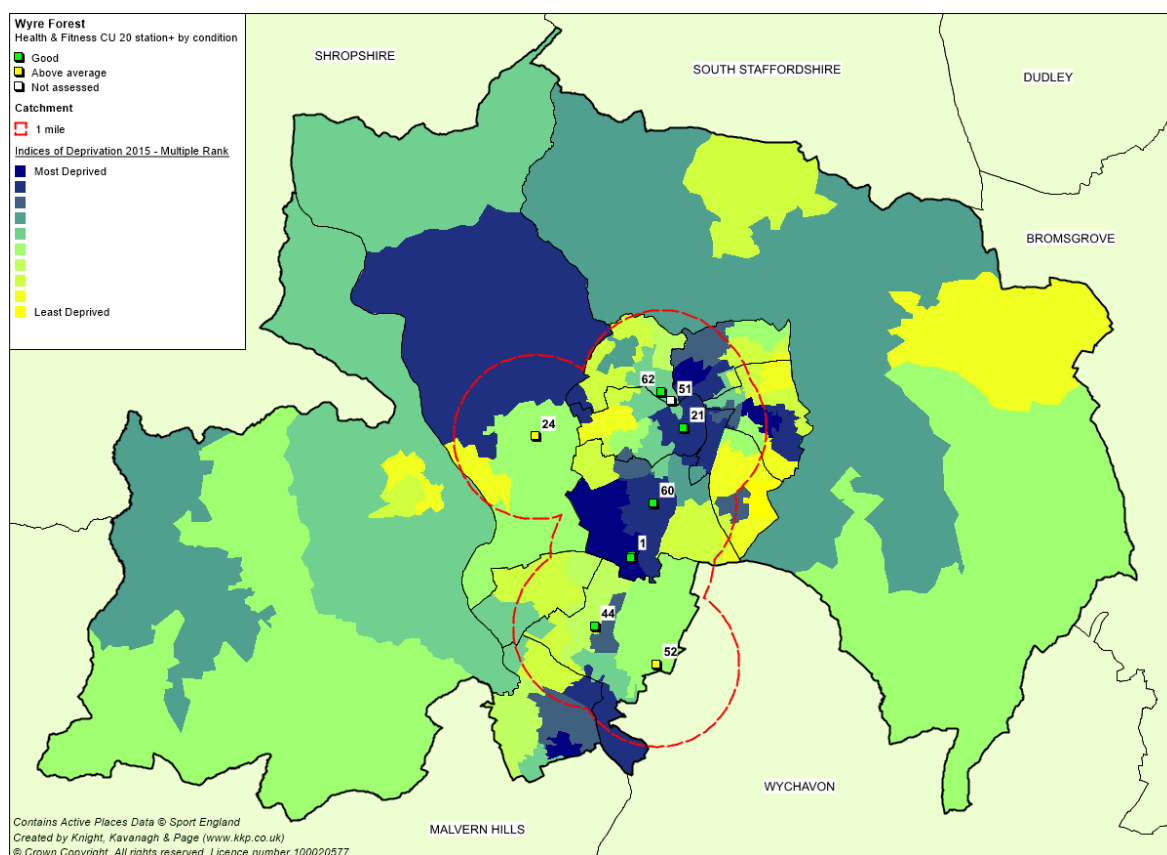 Wyre Forest
Health & Fitness CU 20 station+ by condition
Good
Above average
Not assessed
Catchment
1 mile
Indices of Deprivation 2015 - Multiple Rank
Most Deprived
Least Deprived
SHROPSHIRE
SOUTH STAFFORDSHIRE
DUDLEY
BROMSGROVE
62
51
21
24
60
1
44
52
WYCHAVON
MALVERN HILLS
Contains Active Places Data © Sport England
Created by Knight, Kavanagh & Page (www.kkp.co.uk)
© Crown Copyright. All rights reserved. Licence number 100020577